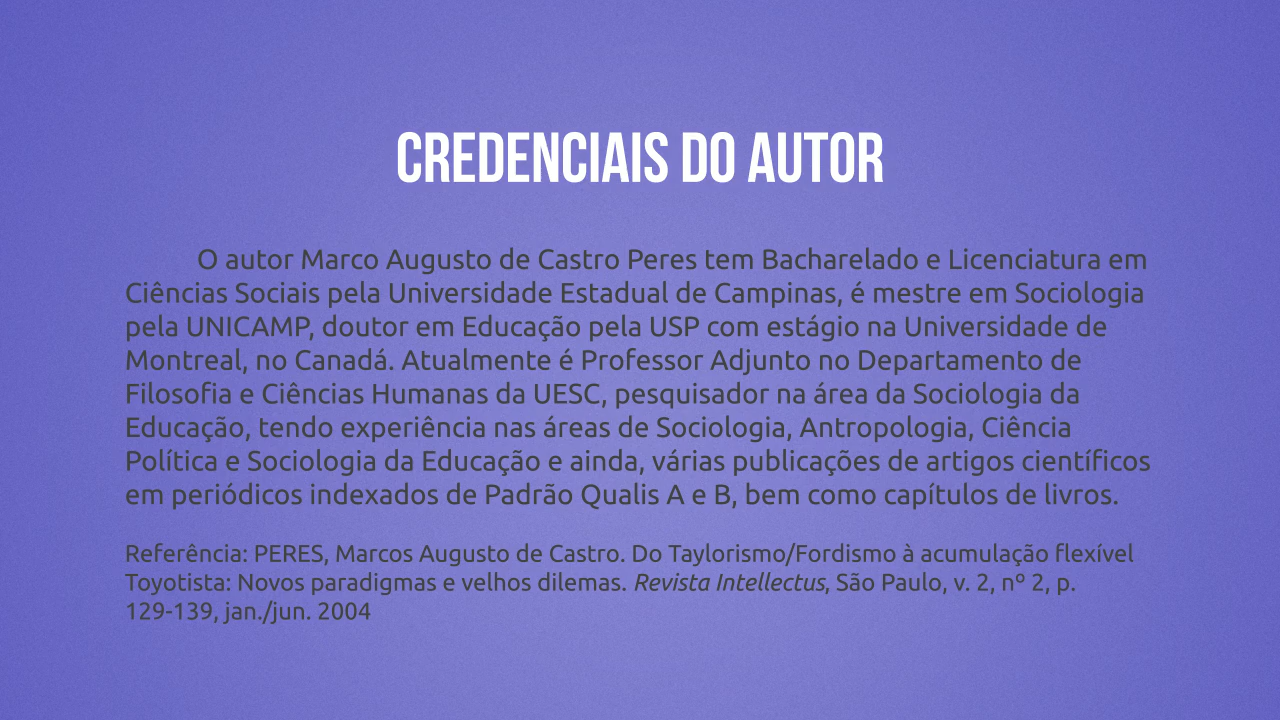 CREDENCIAIS DO AUTOR
O autor Marco Augusto de Castro Peres tem Bacharelado e Licenciatura em
Ciências Sociais pela Universidade Estadual de Campinas, é mestre em Sociologia
pela UNICAMP, doutor em Educação pela USP com estágio na Universidade de
Montreal, no Canadá. Atualmente é Professor Adjunto no Departamento de
Filosofia e Ciências Humanas da UESC, pesquisador na área da Sociologia da
Educação, tendo experiência nas áreas de Sociologia, Antropologia, Ciência
Política e Sociologia da Educação e ainda, várias publicações de artigos científicos
em periódicos indexados de Padrão Qualis A e B, bem como capítulos de livros.
Referência: PERES, Marcos Augusto de Castro. Do Taylorismo/Fordismo à acumulação flexível
Toyotista: Novos paradigmas e velhos dilemas. Revista Intellectus, São Paulo, v. 2, nº 2, p.
129-139, jan./jun. 2004